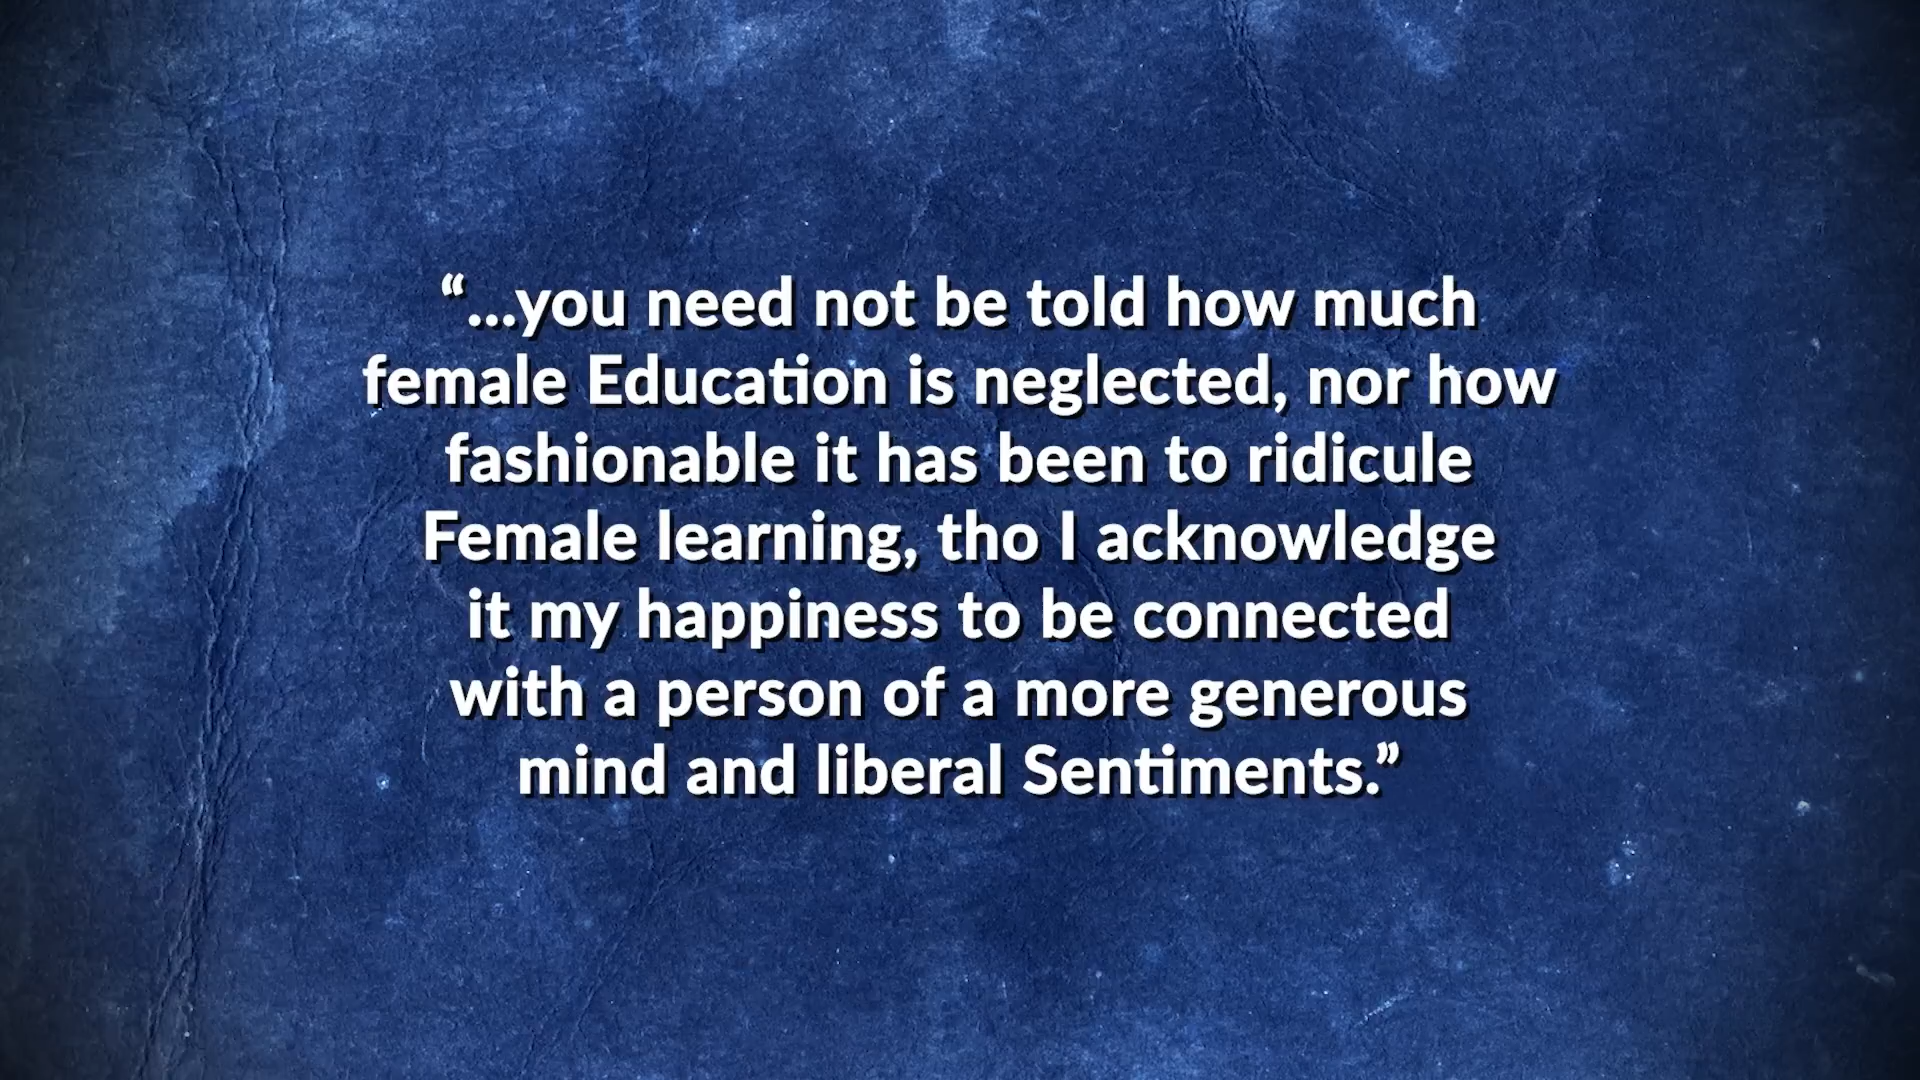 “...you need not be told how much
female Education is neglected, nor how
fashionable it has been to ridicule
Female learning, tho I acknowledge
it my happiness to be connected
with a person of a more generous
mind and liberal Sentiments.”